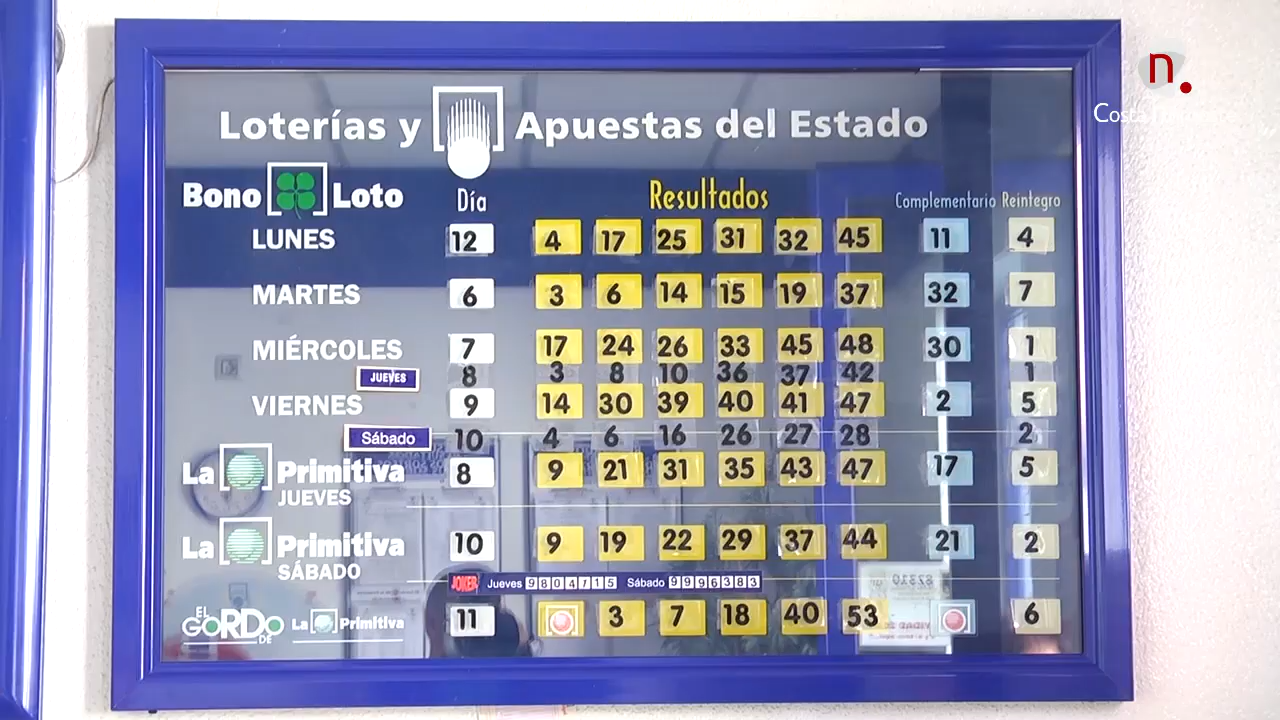 n.
Costa
Loterías y Apuestas del Estado
Bono Loto Día Resultados Complementario Reintegro
LUNES 12 4 17 25 31 32 45 11 4
MARTES 6 3 6 14 15 19 37 32 7
MIÉRCOLES 7 17 24 26 33 45 48 30 1
JUEVES 8 3 8 10 36 37 42 1
VIERNES 9 14 30 39 40 41 47 2 5
Sábado 10 4 6 16 26 27 28 2
La Primitiva 8 9 21 31 35 43 47 17 5
JUEVES
La Primitiva 10 9 19 22 29 37 44 21 2
SÁBADO
JOKER Jueves 9804715 Sábado 9996383
EL GORDO DE La Primitiva 11 3 7 18 40 53 6